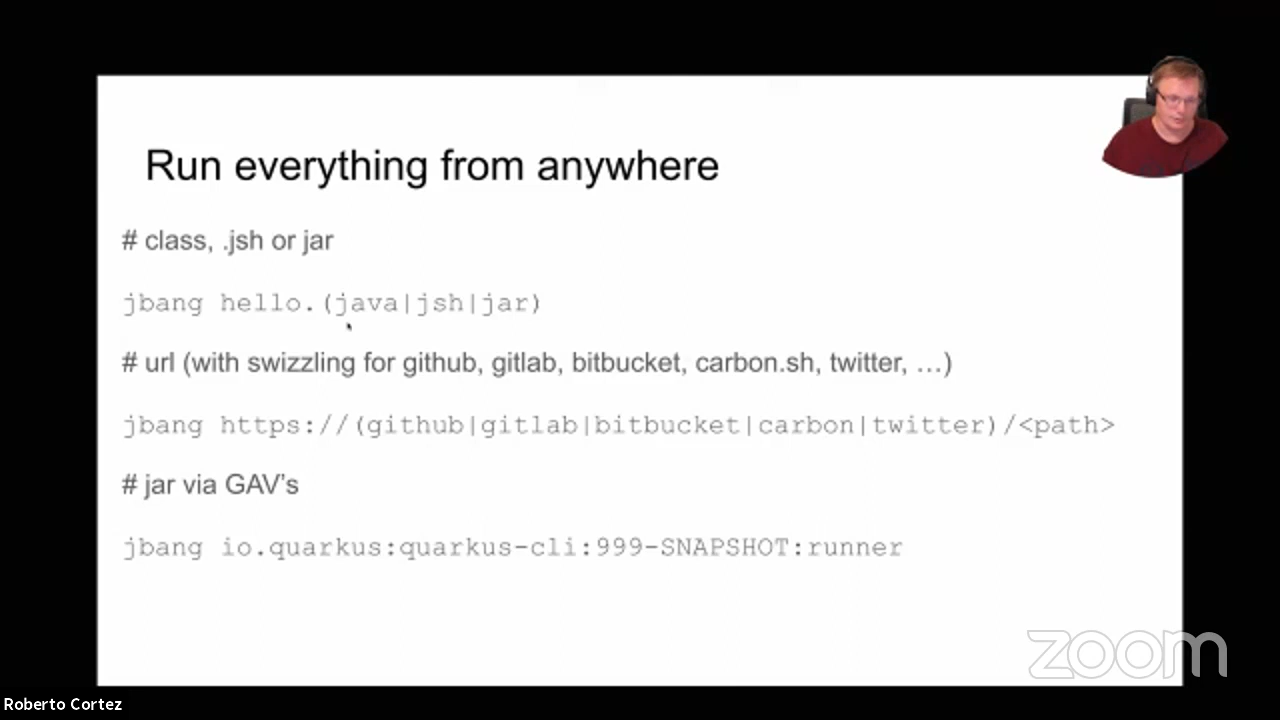 Run everything from anywhere
# class, .jsh or jar
jbang hello.(java|jsh|jar)
# url (with swizzling for github, gitlab, bitbucket, carbon.sh, twitter, …)
jbang https://(github|gitlab|bitbucket|carbon|twitter)/<path>
# jar via GAV’s
jbang io.quarkus:quarkus-cli:999-SNAPSHOT:runner
zoom
Roberto Cortez